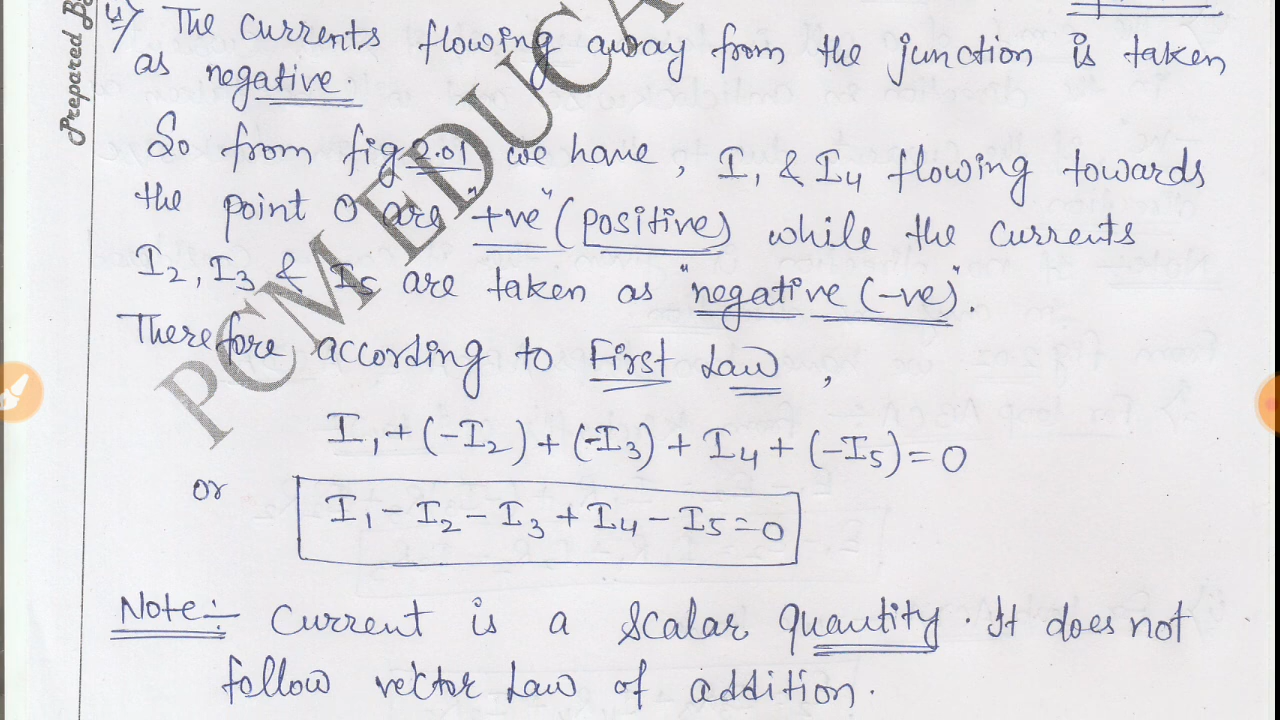 Prepared B
4) The currents flowing away from the junction is taken
as negative.
So from fig 2.01 we have, I1 & I4 flowing towards
the point O are "+ve" (positive) while the currents
I2, I3 & I5 are taken as "negative (-ve)".
Therefore, according to First Law,
I1 + (-I2) + (-I3) + I4 + (-I5) = 0
or
I1 - I2 - I3 + I4 - I5 = 0
Note:- Current is a scalar quantity. It does not
follow vector Law of addition.
PCM EDUCA